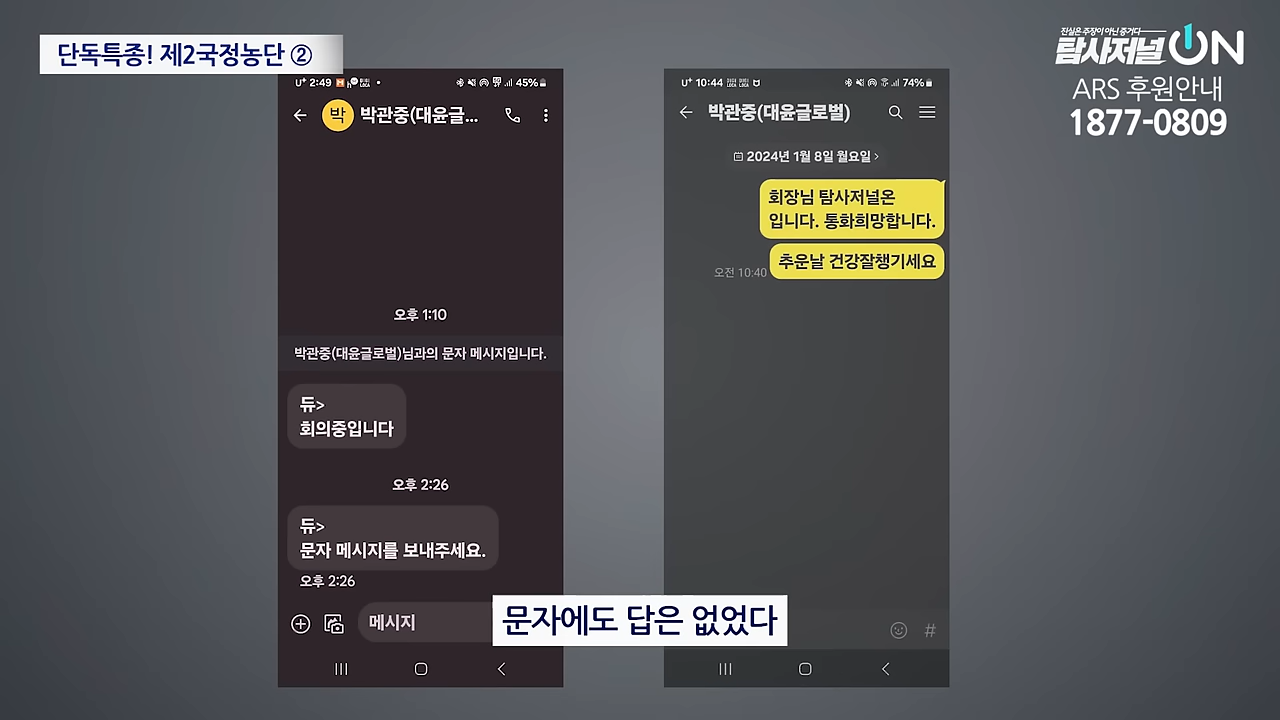 단독특종! 제2국정농단 ②
진실은 주장이 아닌 증거다
탐사저널ON
ARS 후원안내
1877-0809
U+ 2:49
45%
박
박관중(대윤글...
오후 1:10
박관중(대윤글로벌)님과의 문자 메시지입니다.
듀>
회의중입니다
오후 2:26
듀>
문자 메시지를 보내주세요.
오후 2:26
메시지
U+ 10:44
74%
박관중(대윤글로벌)
2024년 1월 8일 월요일 >
회장님 탐사저널온
입니다. 통화희망합니다.
오전 10:40
추운날 건강잘챙기세요
#
문자에도 답은 없었다